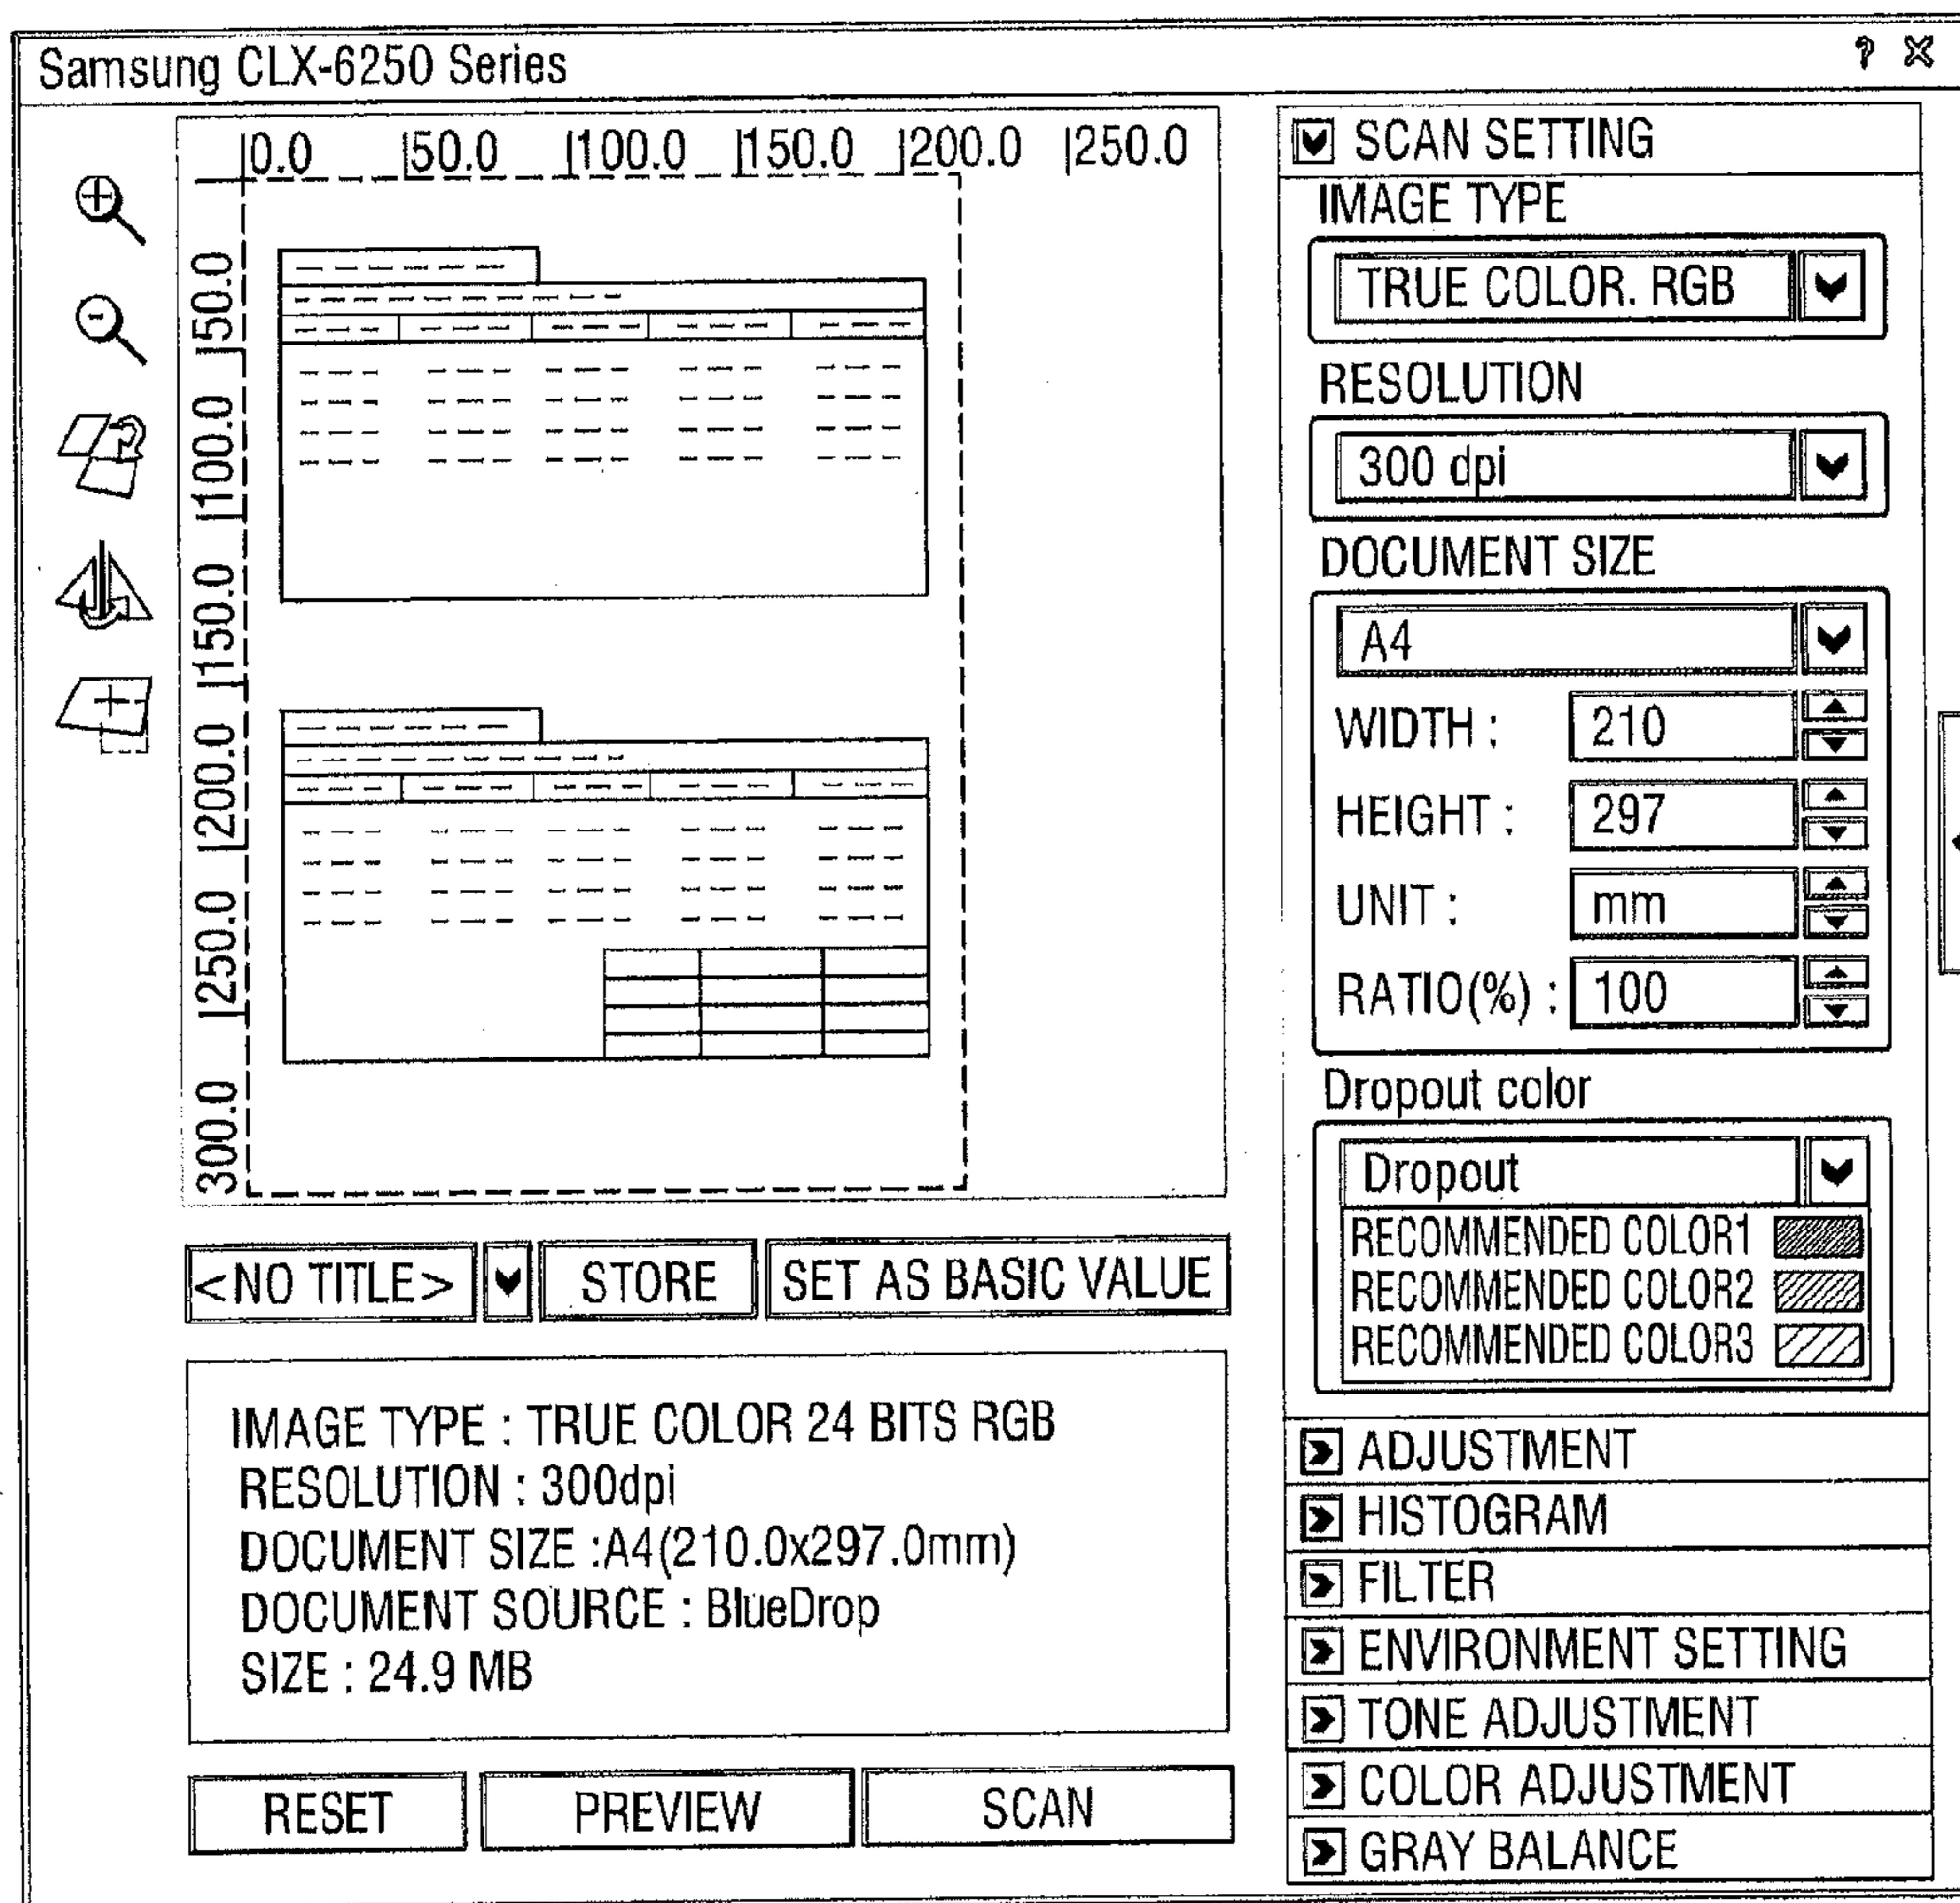 Samsung CLX-6250 Series ? X
|0.0 |50.0 |100.0 |150.0 |200.0 |250.0
|50.0
|100.0
|150.0
|200.0
|250.0
300.0
<NO TITLE> STORE SET AS BASIC VALUE
IMAGE TYPE : TRUE COLOR 24 BITS RGB
RESOLUTION : 300dpi
DOCUMENT SIZE :A4(210.0x297.0mm)
DOCUMENT SOURCE : BlueDrop
SIZE : 24.9 MB
RESET PREVIEW SCAN
SCAN SETTING
IMAGE TYPE
TRUE COLOR. RGB
RESOLUTION
300 dpi
DOCUMENT SIZE
A4
WIDTH : 210
HEIGHT : 297
UNIT : mm
RATIO(%) : 100
Dropout color
Dropout
RECOMMENDED COLOR1
RECOMMENDED COLOR2
RECOMMENDED COLOR3
ADJUSTMENT
HISTOGRAM
FILTER
ENVIRONMENT SETTING
TONE ADJUSTMENT
COLOR ADJUSTMENT
GRAY BALANCE